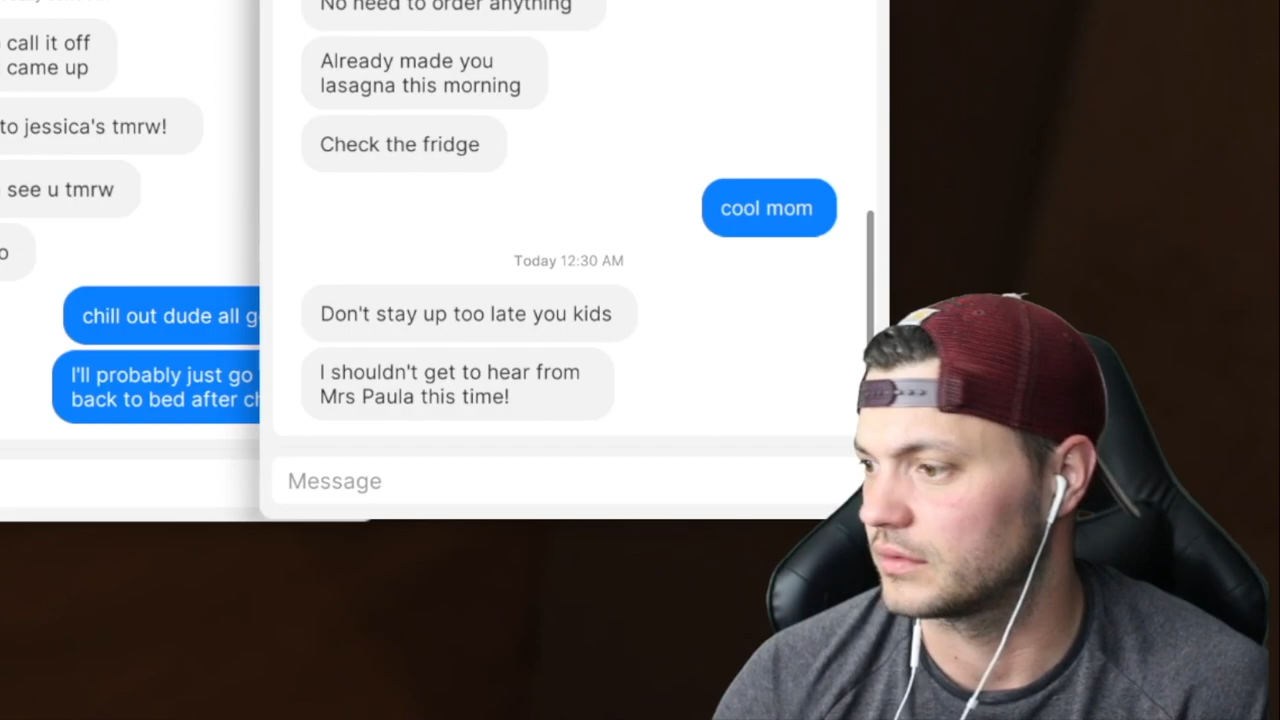 call it off
came up
to jessica's tmrw!
see u tmrw
o
chill out dude all g
I'll probably just go
back to bed after ch
No need to order anything
Already made you
lasagna this morning
Check the fridge
cool mom
Today 12:30 AM
Don't stay up too late you kids
I shouldn't get to hear from
Mrs Paula this time!
Message